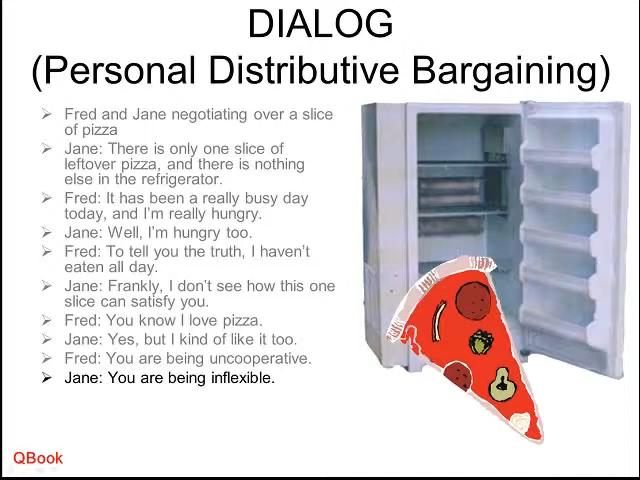 DIALOG
(Personal Distributive Bargaining)
Fred and Jane negotiating over a slice
of pizza
Jane: There is only one slice of
leftover pizza, and there is nothing
else in the refrigerator.
Fred: It has been a really busy day
today, and I'm really hungry.
Jane: Well, I'm hungry too.
Fred: To tell you the truth, I haven't
eaten all day.
Jane: Frankly, I don't see how this one
slice can satisfy you.
Fred: You know I love pizza.
Jane: Yes, but I kind of like it too.
Fred: You are being uncooperative.
Jane: You are being inflexible.
QBook